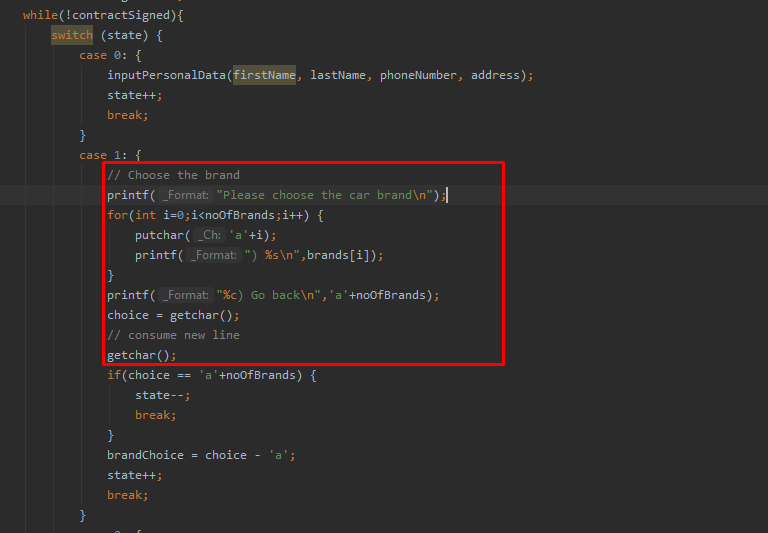 while(!contractSigned){
switch (state) {
case 0: {
inputPersonalData(firstName, lastName, phoneNumber, address);
state++;
break;
}
case 1: {
// Choose the brand
printf( _Format: "Please choose the car brand\n");
for(int i=0;i<noOfBrands;i++) {
putchar( _Ch: 'a'+i);
printf( _Format: ") %s\n",brands[i]);
}
printf( _Format: "%c) Go back\n",'a'+noOfBrands);
choice = getchar();
// consume new line
getchar();
if(choice == 'a'+noOfBrands) {
state--;
break;
}
brandChoice = choice - 'a';
state++;
break;
}